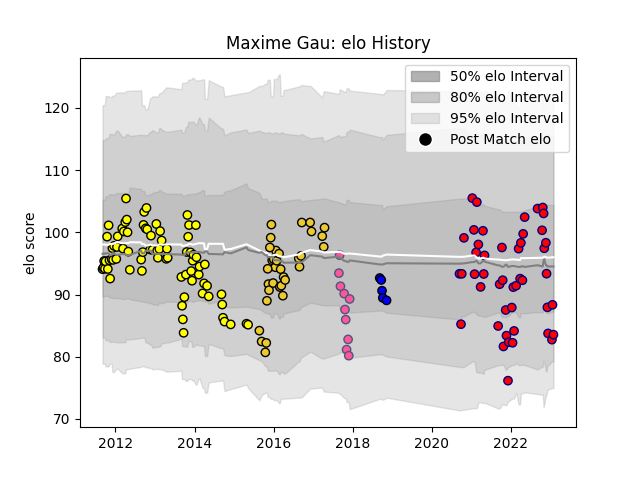 Maxime Gau: elo History
50% elo Interval
80% elo Interval
95% elo Interval
Post Match elo
elo score
120
110
100
90
80
70
2012
2014
2016
2018
2020
2022